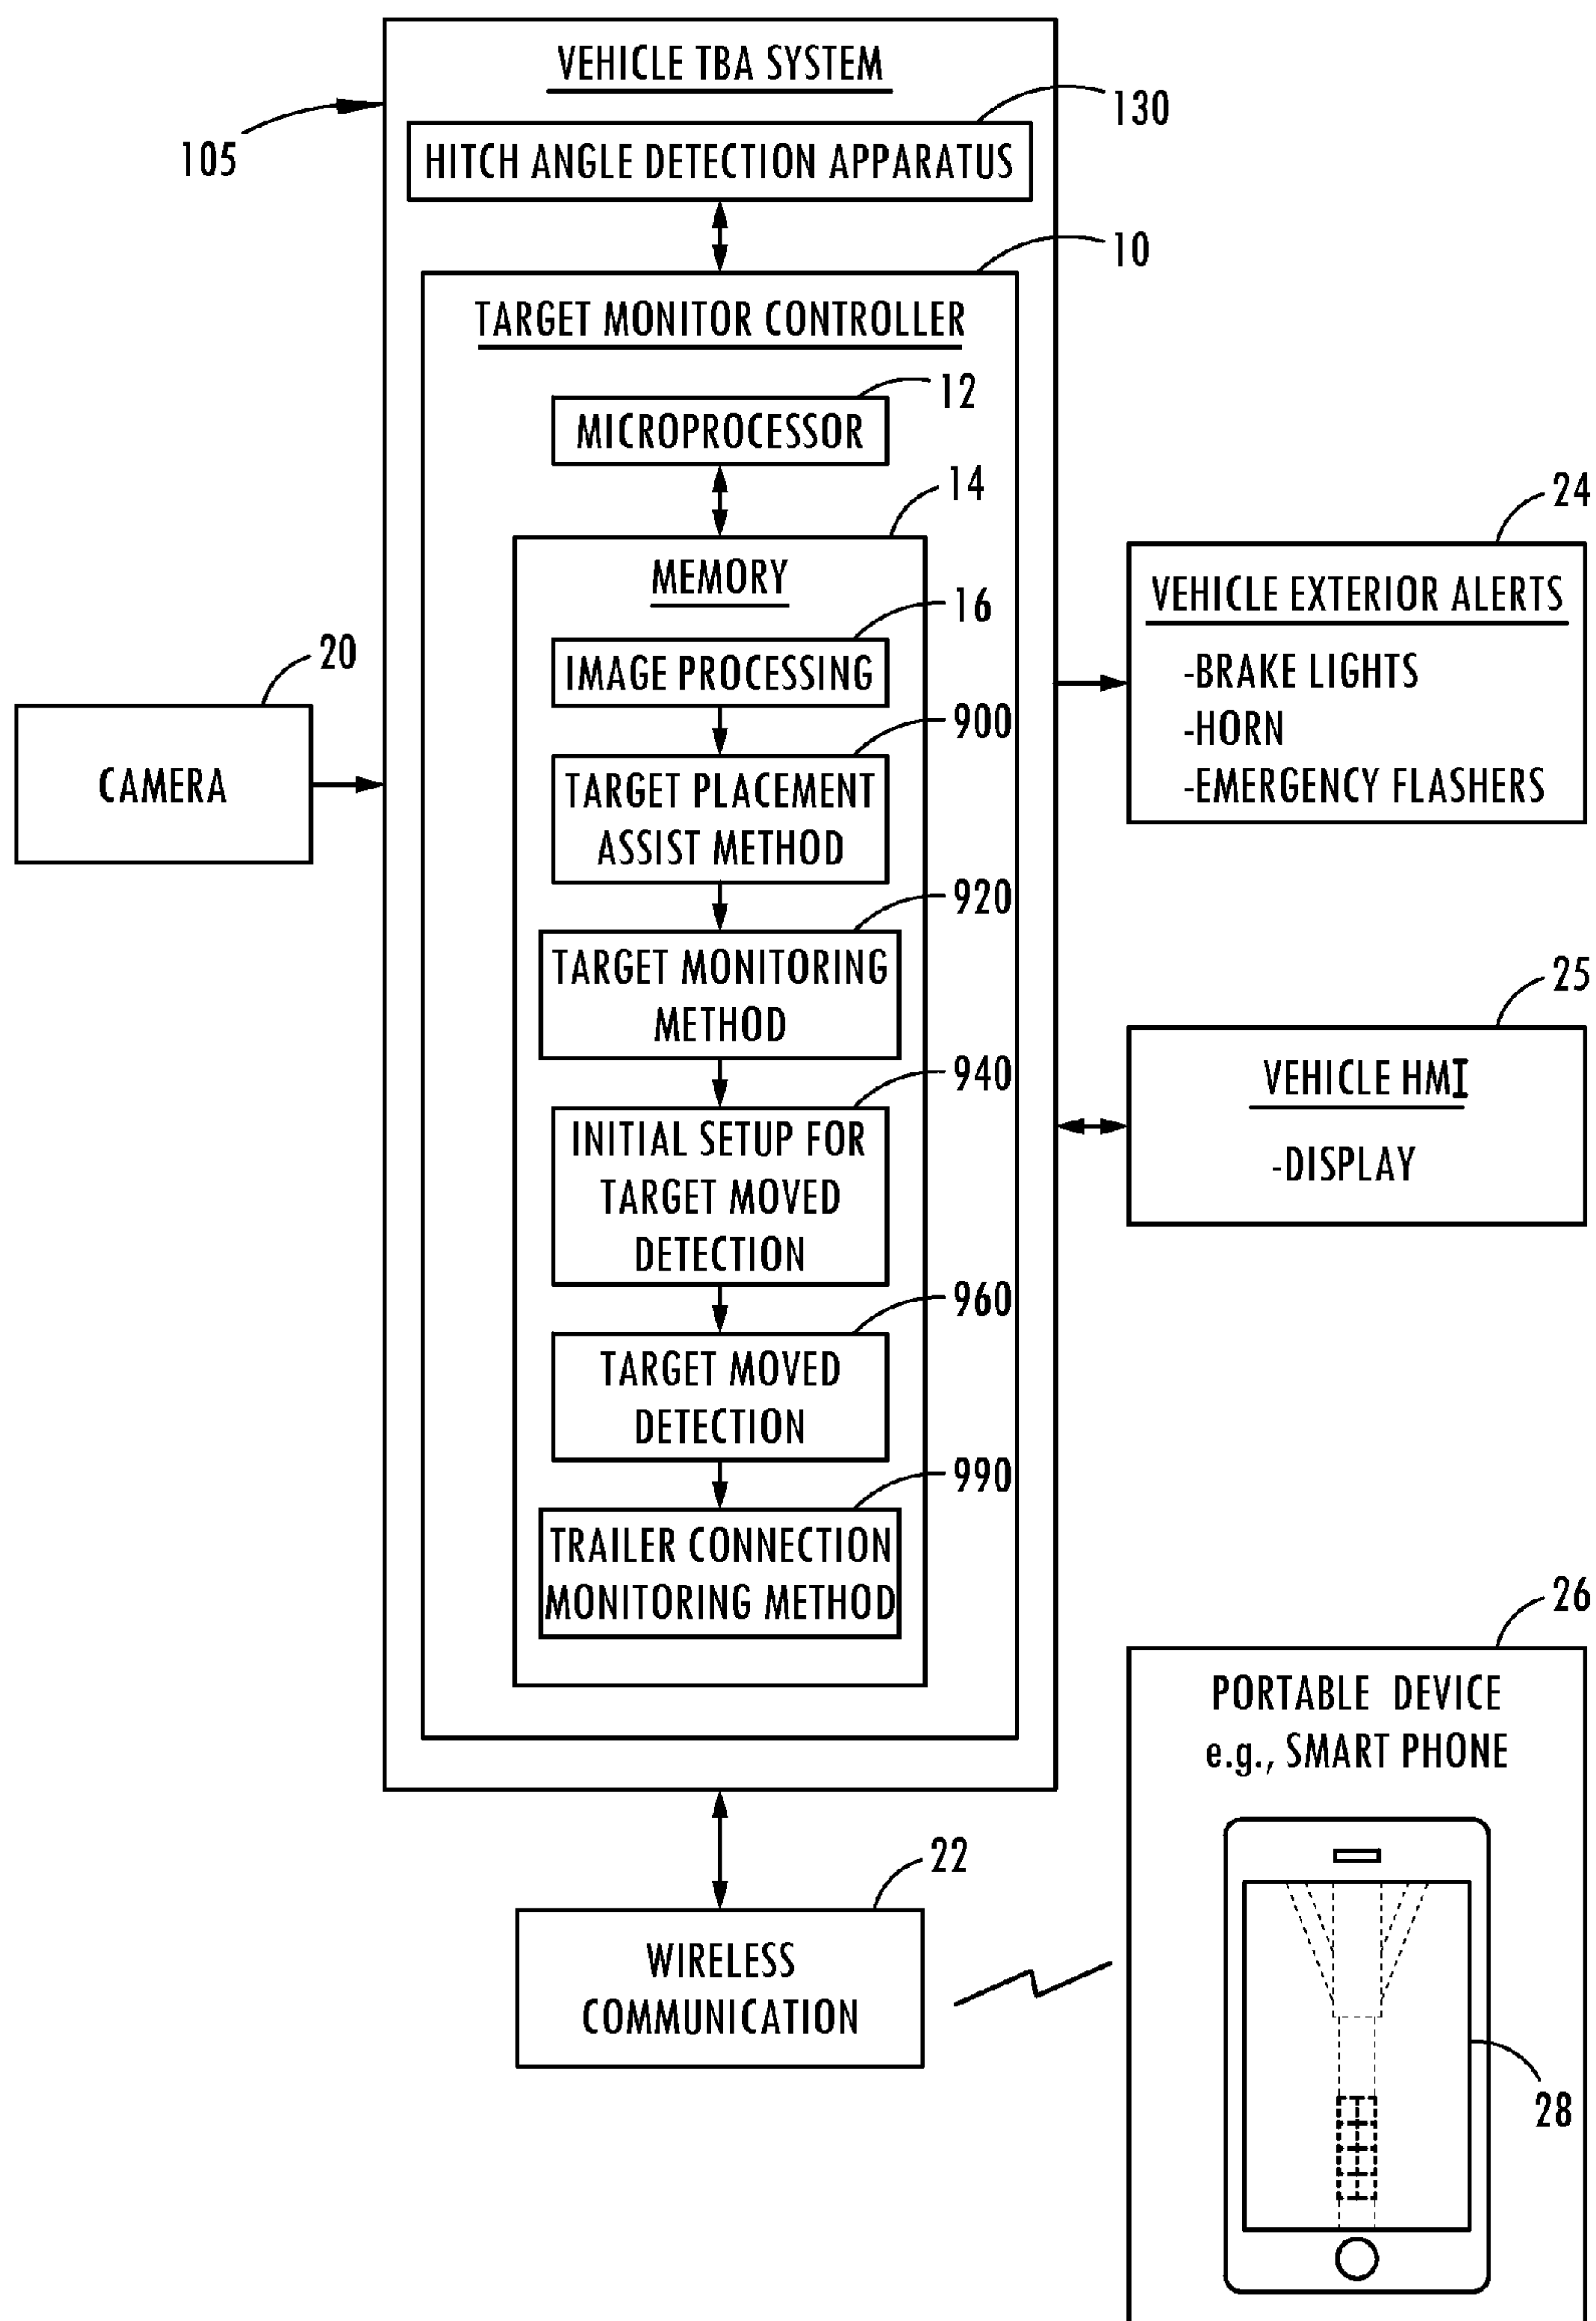 VEHICLE TBA SYSTEM
105
130
HITCH ANGLE DETECTION APPARATUS
10
TARGET MONITOR CONTROLLER
12
MICROPROCESSOR
14
MEMORY
16
IMAGE PROCESSING
900
TARGET PLACEMENT
ASSIST METHOD
920
TARGET MONITORING
METHOD
940
INITIAL SETUP FOR
TARGET MOVED
DETECTION
960
TARGET MOVED
DETECTION
990
TRAILER CONNECTION
MONITORING METHOD
20
CAMERA
24
VEHICLE EXTERIOR ALERTS
-BRAKE LIGHTS
-HORN
-EMERGENCY FLASHERS
25
VEHICLE HMI
-DISPLAY
22
WIRELESS
COMMUNICATION
26
PORTABLE DEVICE
e.g., SMART PHONE
28